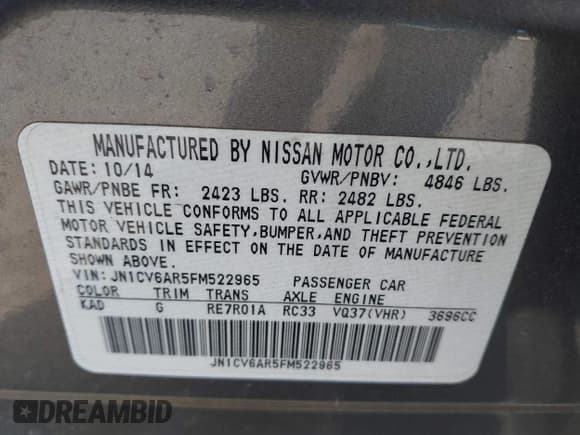 MANUFACTURED BY NISSAN MOTOR CO.,LTD.
DATE: 10/14 GVWR/PNBV: 4846 LBS.
GAWR/PNBE FR: 2423 LBS. RR: 2482 LBS.
THIS VEHICLE CONFORMS TO ALL APPLICABLE FEDERAL
MOTOR VEHICLE SAFETY,BUMPER,AND THEFT PREVENTION
STANDARDS IN EFFECT ON THE DATE OF MANUFACTURE
SHOWN ABOVE.
VIN: JN1CV6AR5FM522965 PASSENGER CAR
COLOR TRIM TRANS AXLE ENGINE
KAD G RE7R01A RC33 VQ37(VHR) 3696CC
JN1CV6AR5FM522965
DREAMBID